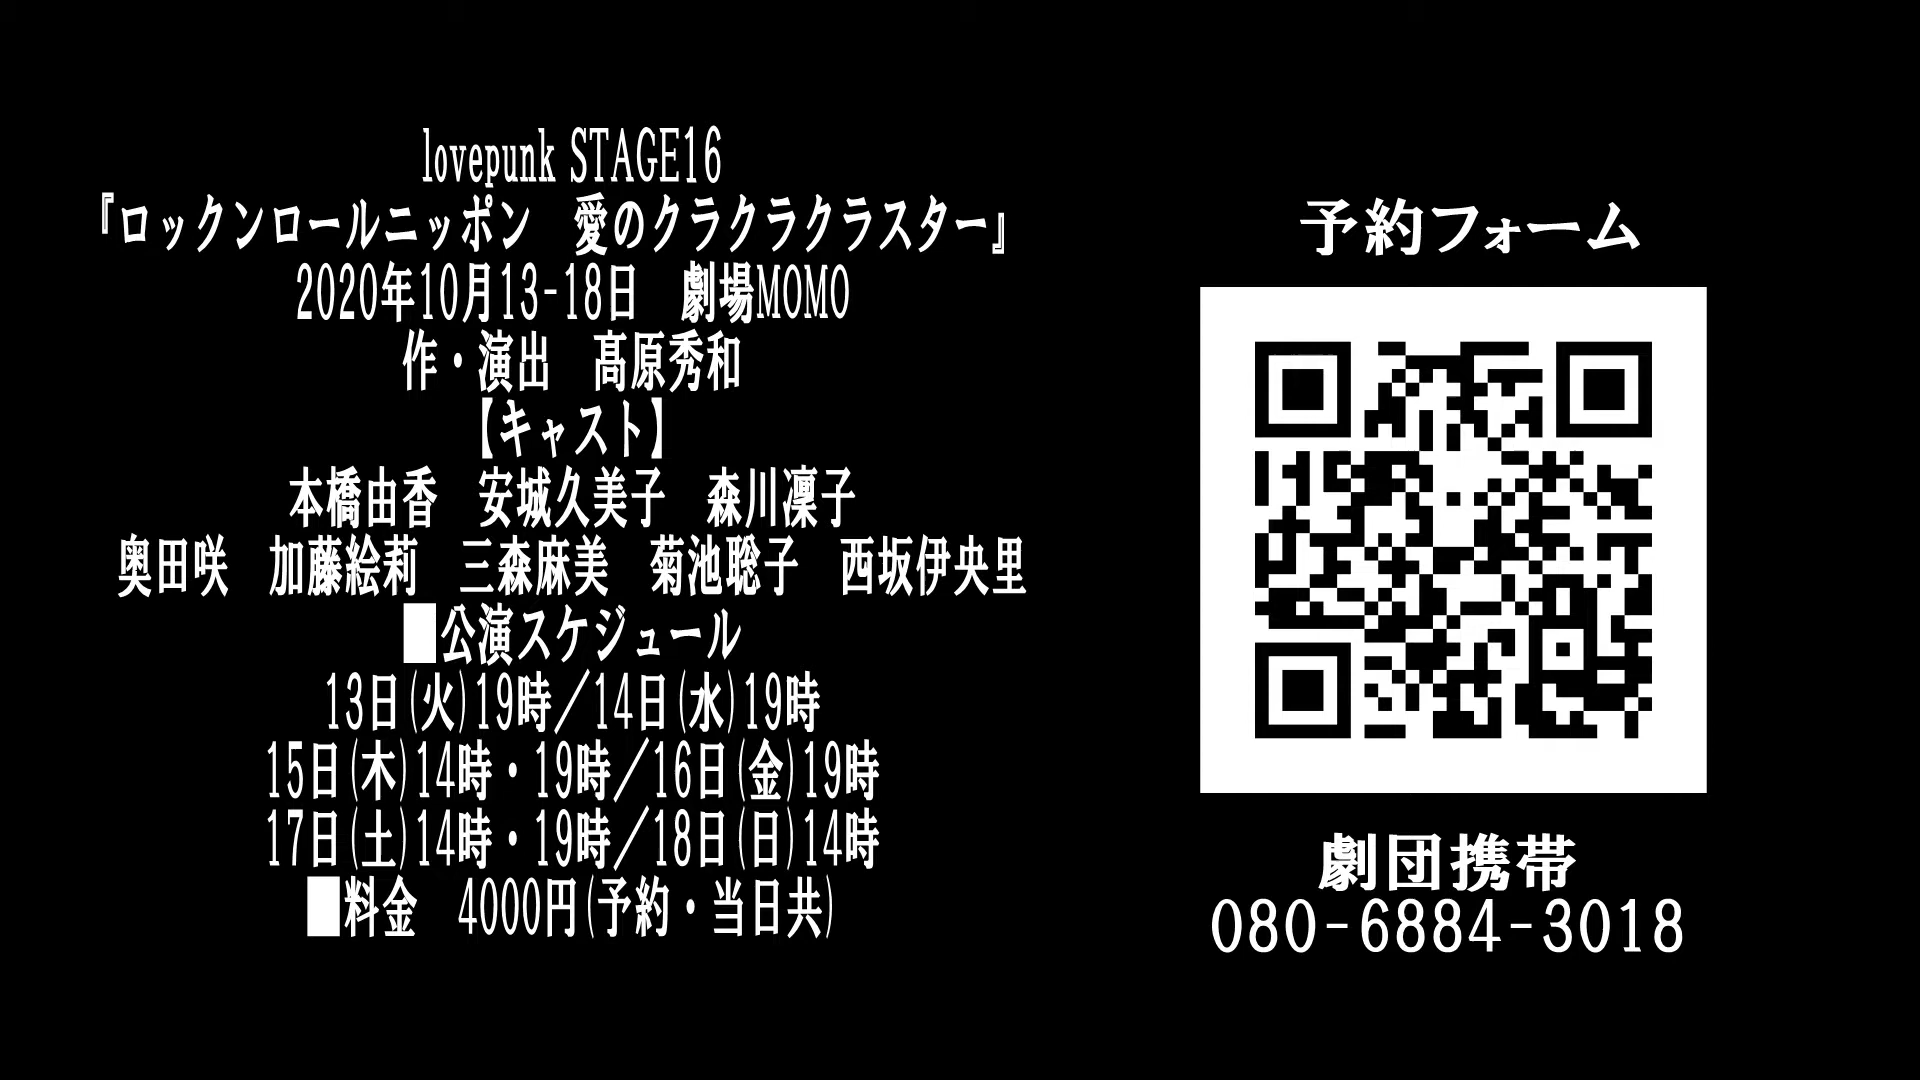 lovepunk STAGE16
『ロックンロールニッポン　愛のクラクラクラスター』
2020年10月13-18日　劇場MOMO
作・演出　髙原秀和
【キャスト】
本橋由香　安城久美子　森川凜子
奥田咲　加藤絵莉　三森麻美　菊池聡子　西坂伊央里
■公演スケジュール
13日(火)19時／14日(水)19時
15日(木)14時・19時／16日(金)19時
17日(土)14時・19時／18日(日)14時
■料金　4000円(予約・当日共)
予約フォーム
劇団携帯
080-6884-3018